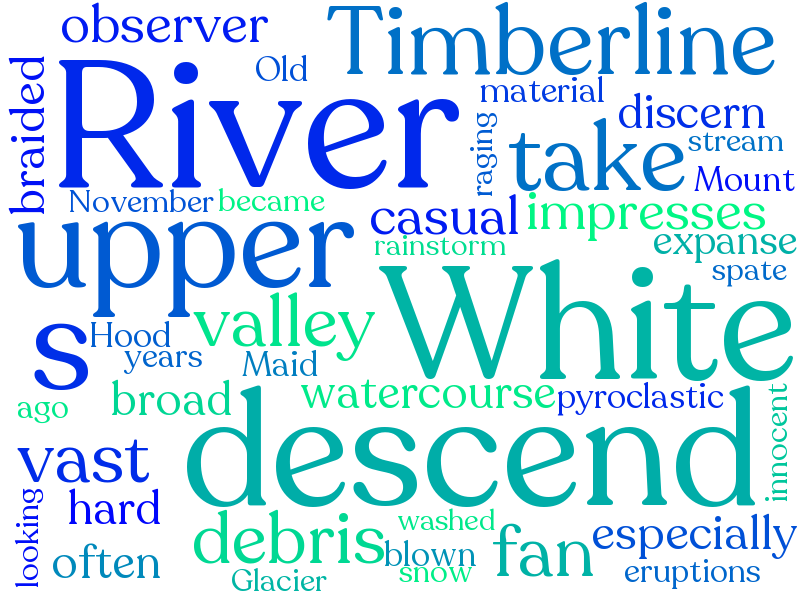 observer
Timberline
Old
braided
River
material
discern
raging
take
stream
Mount
November
became
casual
impresses
upper
rainstorm
expanse
spate
White
s
Hood
valley
years
Maid
ago
broad
watercourse
pyroclastic
innocent
descend
vast
hard
looking
often
debris
washed
blown
snow
Glacier
fan
especially
eruptions